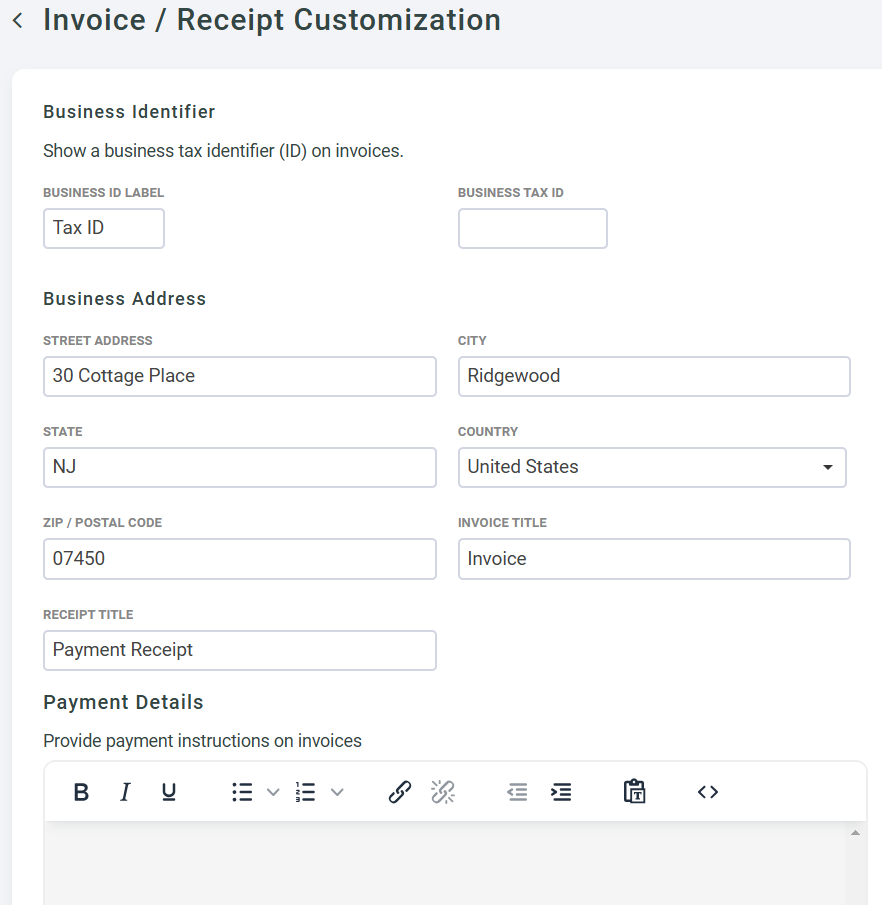 Invoice / Receipt Customization
Business Identifier
Show a business tax identifier (ID) on invoices.
BUSINESS ID LABEL
BUSINESS TAX ID
Tax ID
Business Address
STREET ADDRESS
CITY
30 Cottage Place
Ridgewood
STATE
COUNTRY
NJ
United States
ZIP / POSTAL CODE
INVOICE TITLE
07450
Invoice
RECEIPT TITLE
Payment Receipt
Payment Details
Provide payment instructions on invoices
B I U